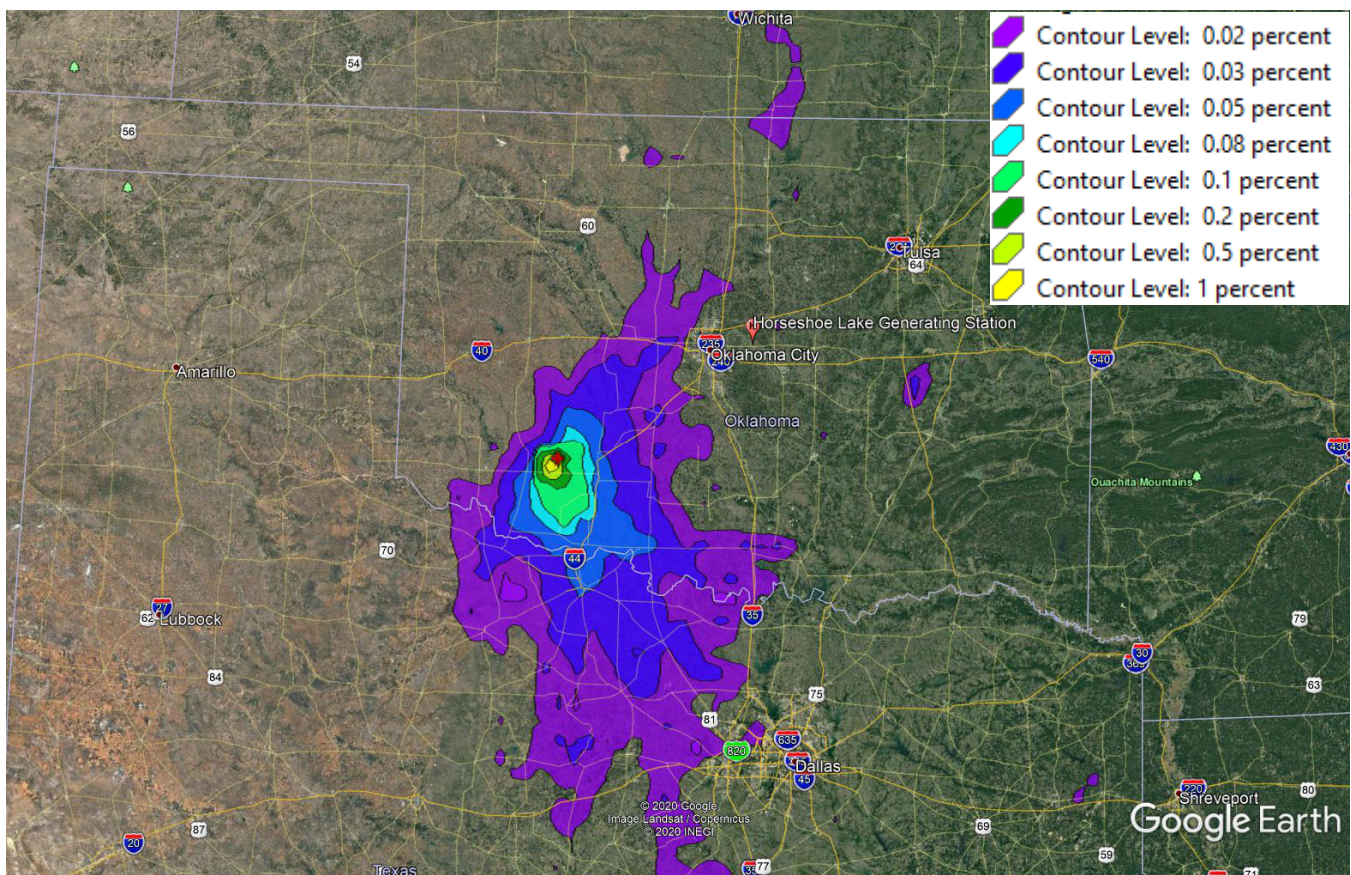 Wichita
Contour Level: 0.02 percent
Contour Level: 0.03 percent
Contour Level: 0.05 percent
Contour Level: 0.08 percent
Contour Level: 0.1 percent
Contour Level: 0.2 percent
Contour Level: 0.5 percent
Contour Level: 1 percent
54
56
60
Tulsa
64
Horseshoe Lake Generating Station
235
40
Oklahoma City
240
540
Amarillo
Oklahoma
430
Ouachita Mountains
70
44
27
62
Lubbock
35
79
30
84
63
75
81
820
635
Dallas
45
220
Shreveport
80
© 2020 Google
Image Landsat / Copernicus
© 2020 INEGI
Google Earth
87
20
69
59
77
71
Texas